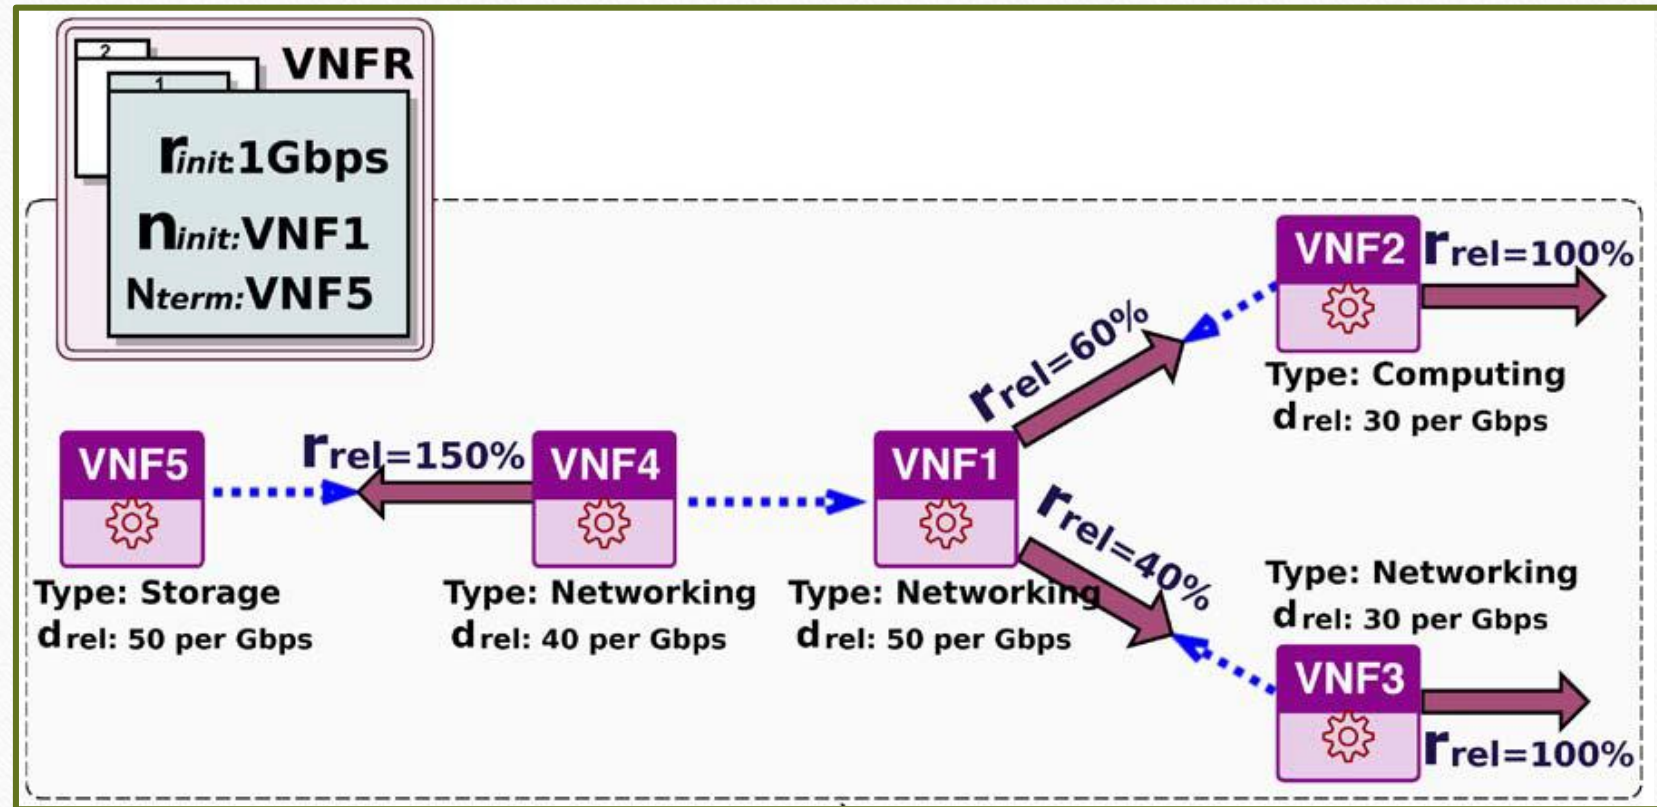 2
VNFR
1
rinit:1Gbps
ninit:VNF1
Nterm:VNF5
VNF2
rrel=100%
rrel=60%
Type: Computing
drel: 30 per Gbps
VNF5
rrel=150%
VNF4
VNF1
rrel=40%
Type: Storage
drel: 50 per Gbps
Type: Networking
drel: 40 per Gbps
Type: Networking
drel: 50 per Gbps
Type: Networking
drel: 30 per Gbps
VNF3
rrel=100%